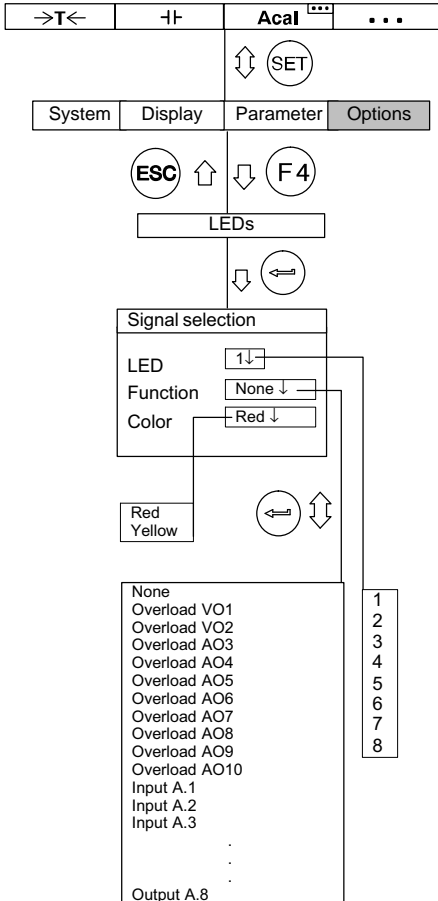 →T← ⊣⊢ Acal ...
SET
System Display Parameter Options
ESC F4
LEDs
Signal selection
LED 1↓
Function None ↓
Color Red ↓
Red
Yellow
None
Overload VO1
Overload VO2
Overload AO3
Overload AO4
Overload AO5
Overload AO6
Overload AO7
Overload AO8
Overload AO9
Overload AO10
Input A.1
Input A.2
Input A.3
.
.
.
Output A.8
1
2
3
4
5
6
7
8